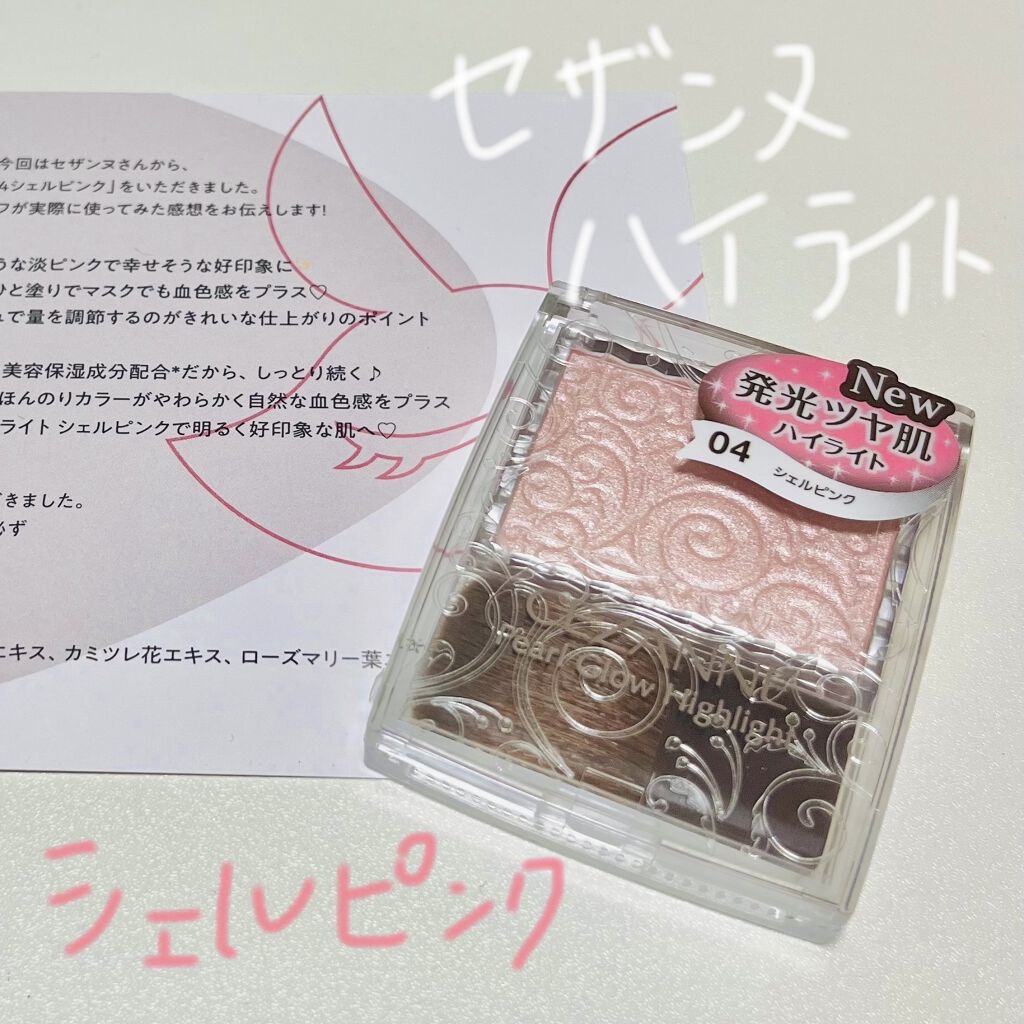 セザンヌ
ハイライト
今回はセザンヌさんから、
4シェルピンク」をいただきました。
フが実際に使ってみた感想をお伝えします!
うな淡ピンクで幸せそうな好印象に✨
ひと塗りでマスクでも血色感をプラス♡
で量を調節するのがきれいな仕上がりのポイント
美容保湿成分配合*だから、しっとり続く♪
ほんのりカラーがやわらかく自然な血色感をプラス
ライト シェルピンクで明るく好印象な肌へ♡
できました。
必ず
エキス、カミツレ花エキス、ローズマリー葉エ
New
発光ツヤ肌
ハイライト
04 シェルピンク
CEZANNE
Pearl Glow Highlight
シェルピンク